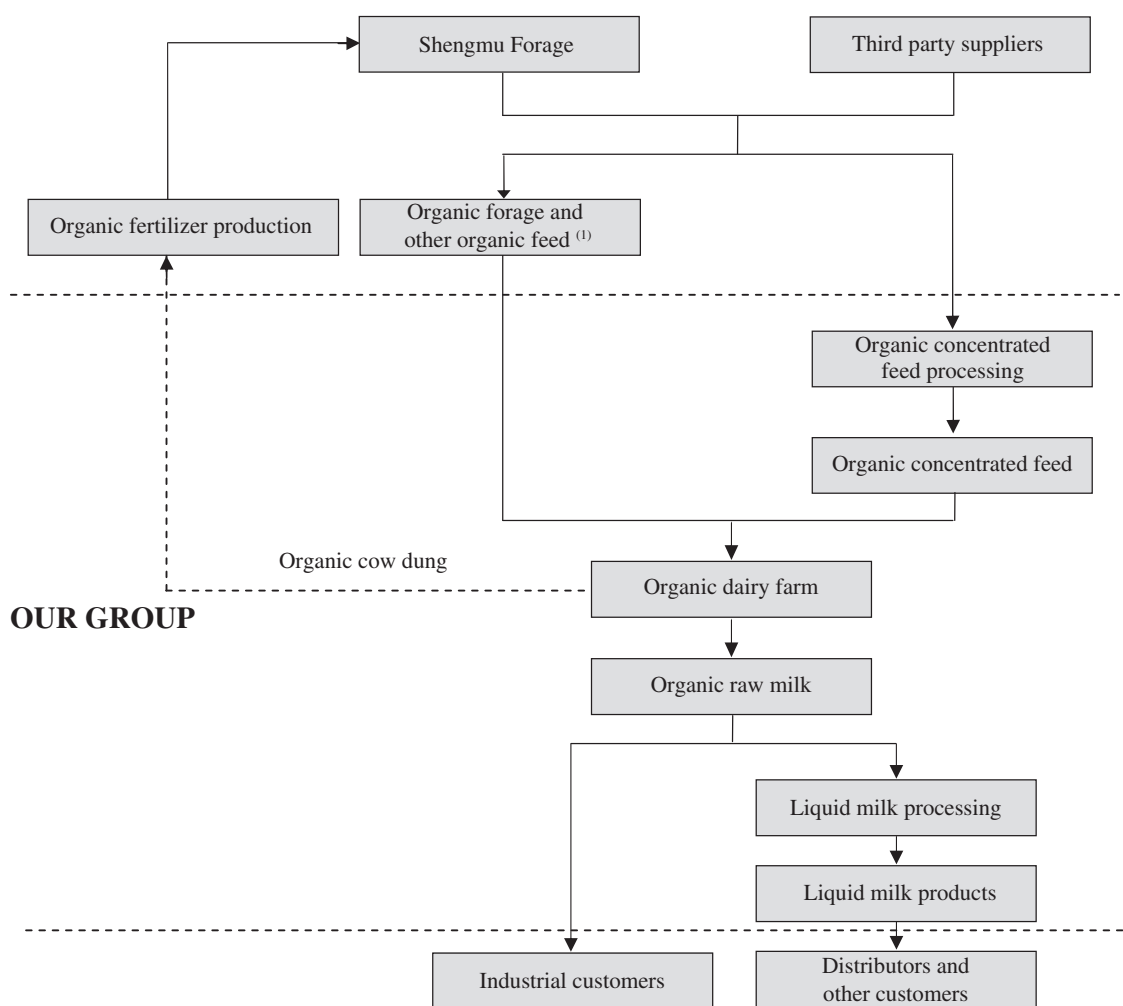 Shengmu Forage
Third party suppliers
Organic fertilizer production
Organic forage and
other organic feed (1)
Organic concentrated
feed processing
Organic concentrated feed
Organic cow dung
Organic dairy farm
OUR GROUP
Organic raw milk
Liquid milk processing
Liquid milk products
Industrial customers
Distributors and
other customers